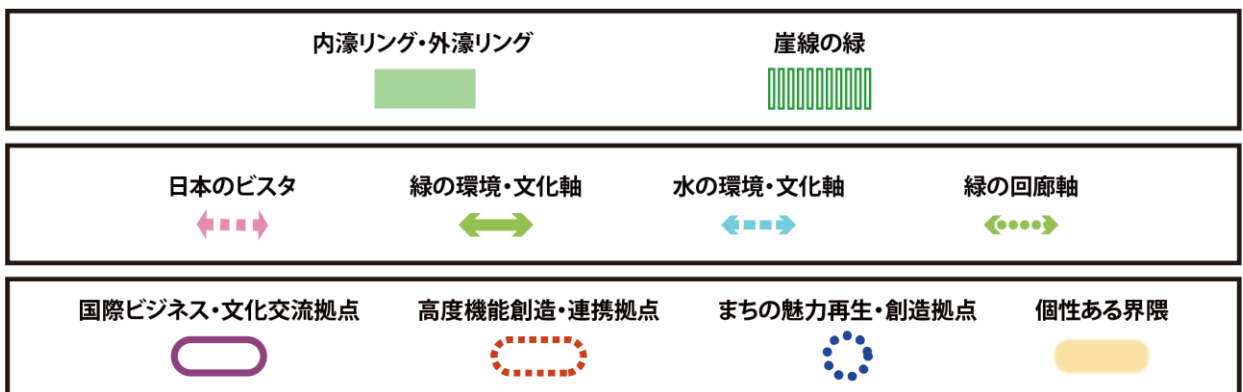 内濠リング・外濠リング
崖線の緑
日本のビスタ
緑の環境・文化軸
水の環境・文化軸
緑の回廊軸
国際ビジネス・文化交流拠点
高度機能創造・連携拠点
まちの魅力再生・創造拠点
個性ある界隈